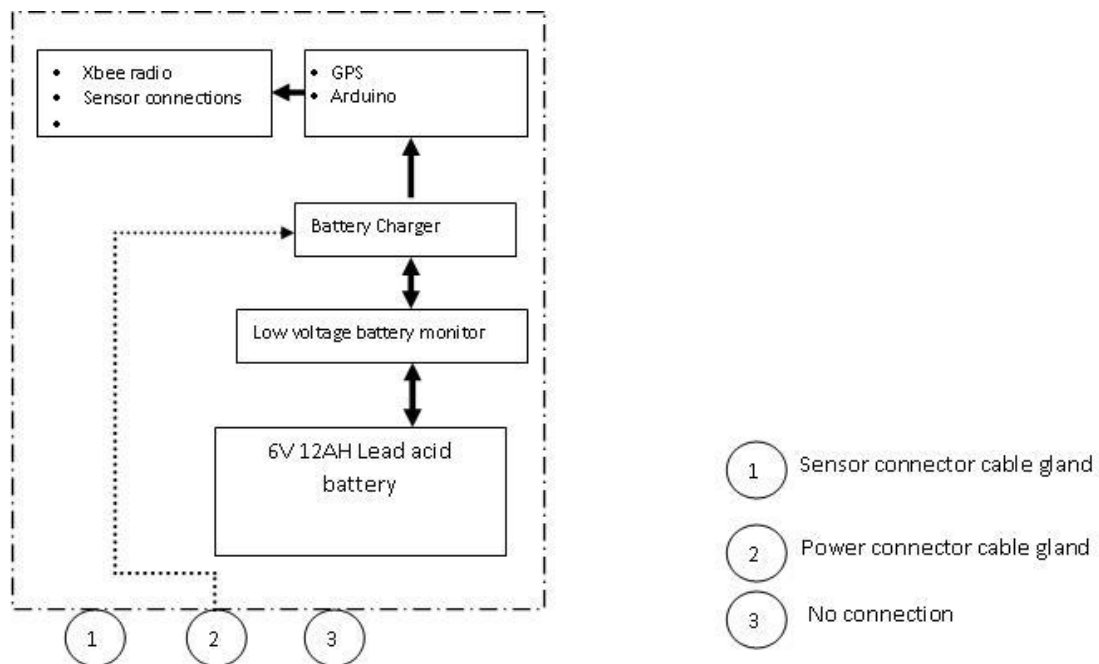 • Xbee radio
• Sensor connections
•
• GPS
• Arduino
Battery Charger
Low voltage battery monitor
6V 12AH Lead acid
battery
1 Sensor connector cable gland
2 Power connector cable gland
3 No connection
1 2 3